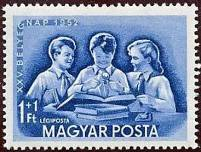 XXV. BÉLYEGNAP 1952
1+1
Ft
LÉGIPOSTA
MAGYAR POSTA